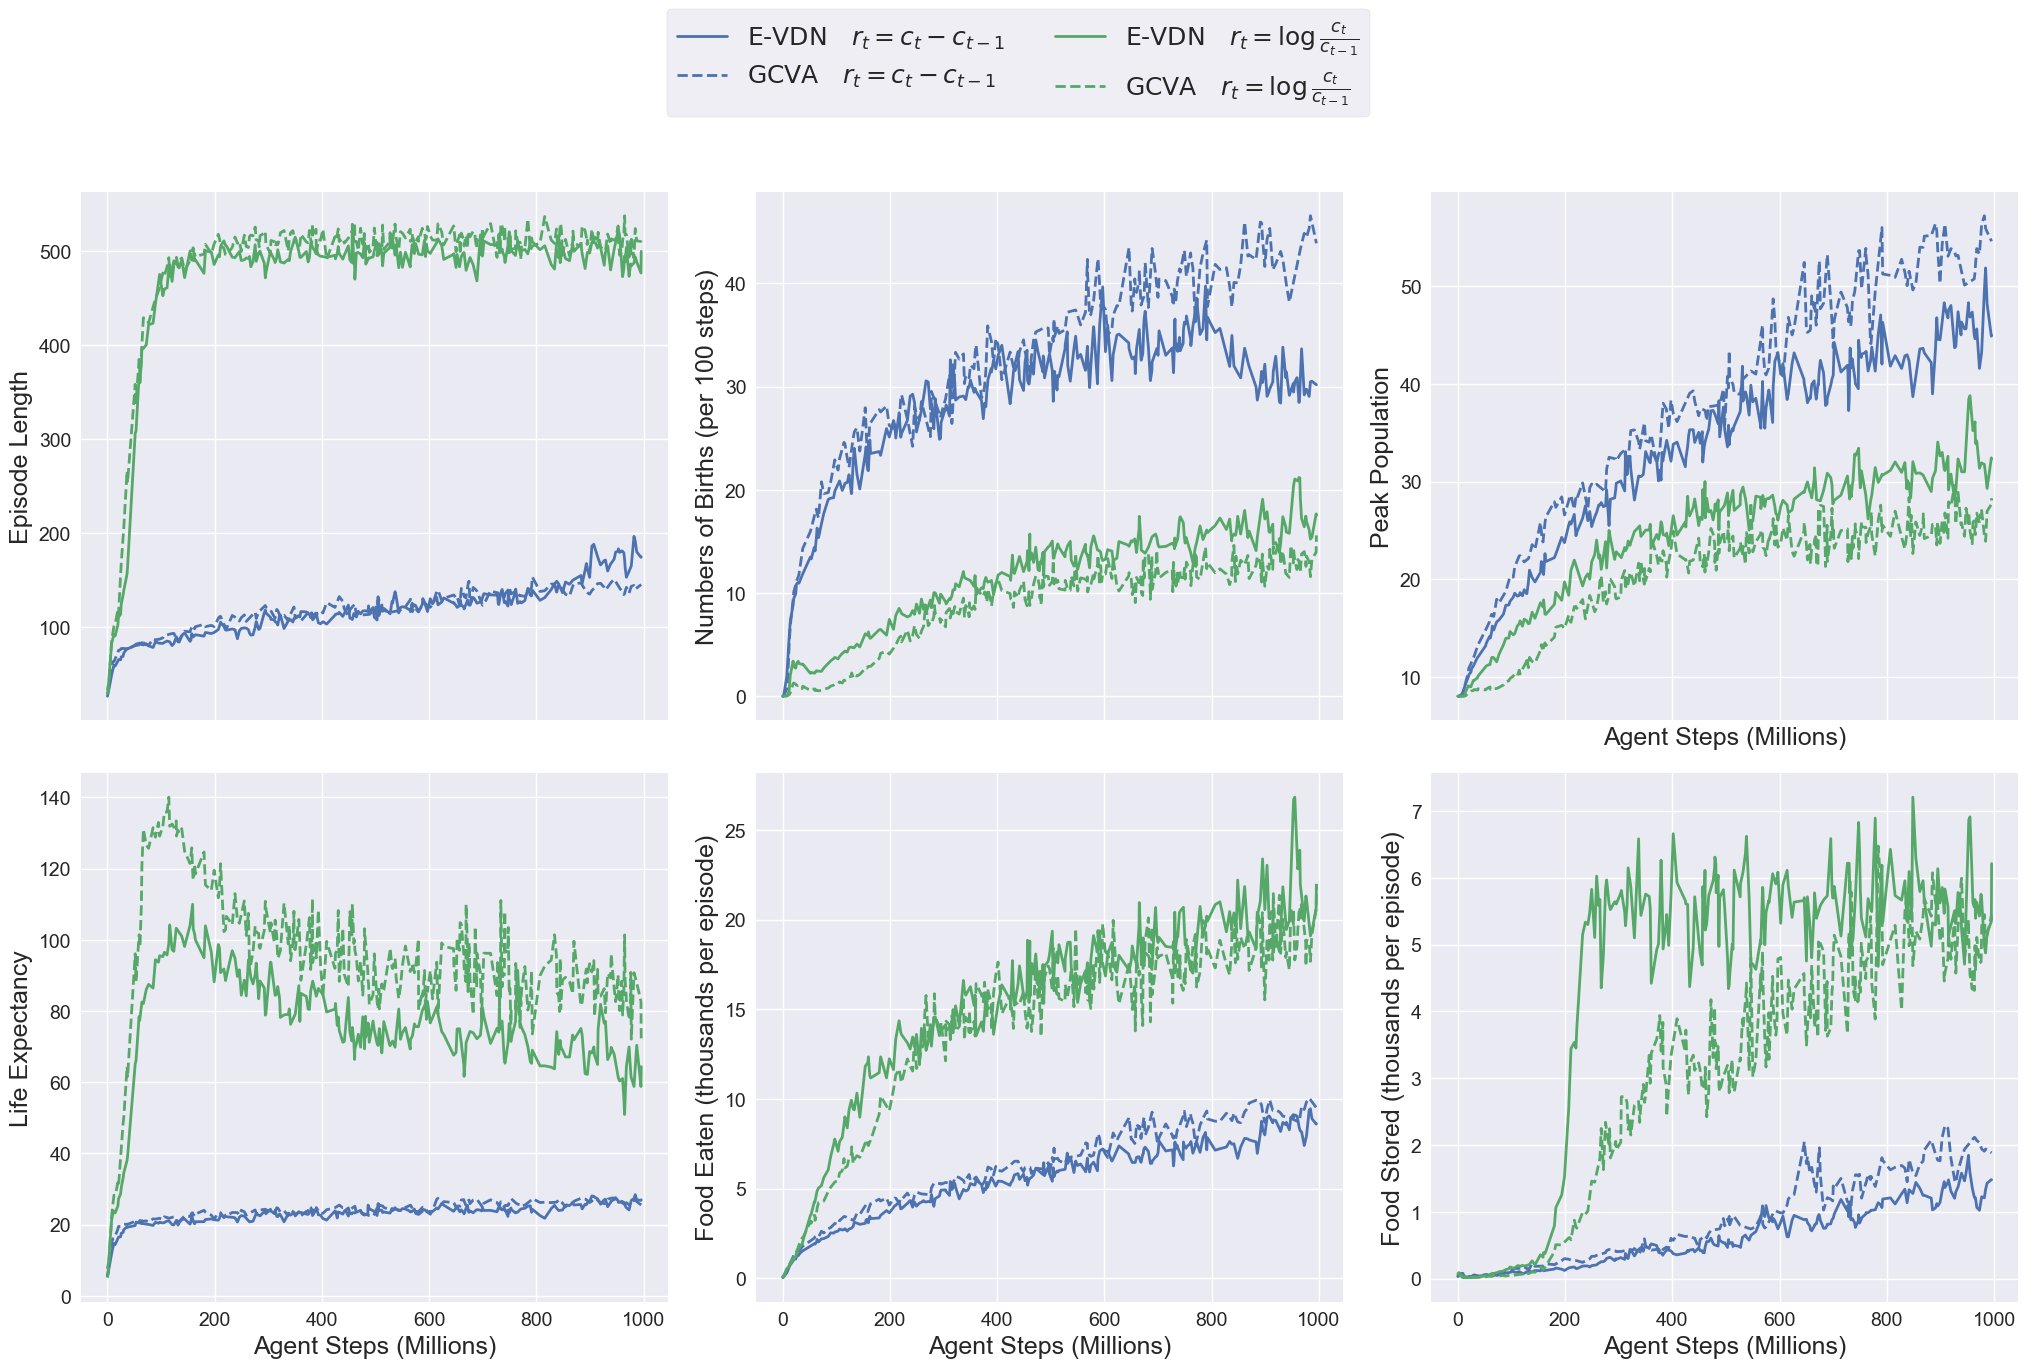 E-VDN r_t = c_t − c_{t−1}
GCVA r_t = c_t − c_{t−1}
E-VDN r_t = log c_t/c_{t−1}
GCVA r_t = log c_t/c_{t−1}
Episode Length
500
400
300
200
100
Numbers of Births (per 100 steps)
40
30
20
10
0
Peak Population
50
40
30
20
10
Agent Steps (Millions)
Life Expectancy
140
120
100
80
60
40
20
0
0 200 400 600 800 1000
Agent Steps (Millions)
Food Eaten (thousands per episode)
25
20
15
10
5
0
0 200 400 600 800 1000
Agent Steps (Millions)
Food Stored (thousands per episode)
7
6
5
4
3
2
1
0
0 200 400 600 800 1000
Agent Steps (Millions)